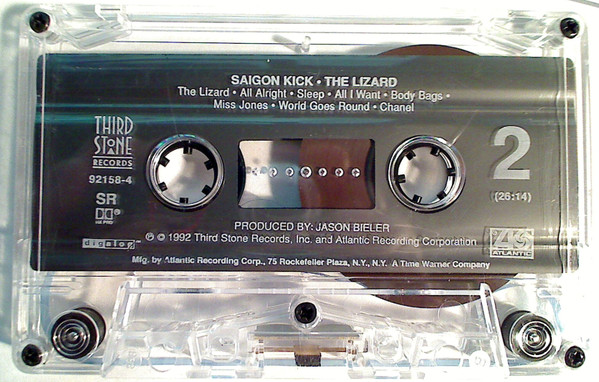 SAIGON KICK • THE LIZARD
The Lizard • All Alright • Sleep • All I Want • Body Bags •
Miss Jones • World Goes Round • Chanel
THIRD
STONE
RECORDS
92158-4
SR
HX PRO
digalog
2
(26:14)
PRODUCED BY: JASON BIELER
℗ © 1992 Third Stone Records, Inc. and Atlantic Recording Corporation
ATLANTIC
Mfg. by Atlantic Recording Corp., 75 Rockefeller Plaza, N.Y., N.Y. A Time Warner Company